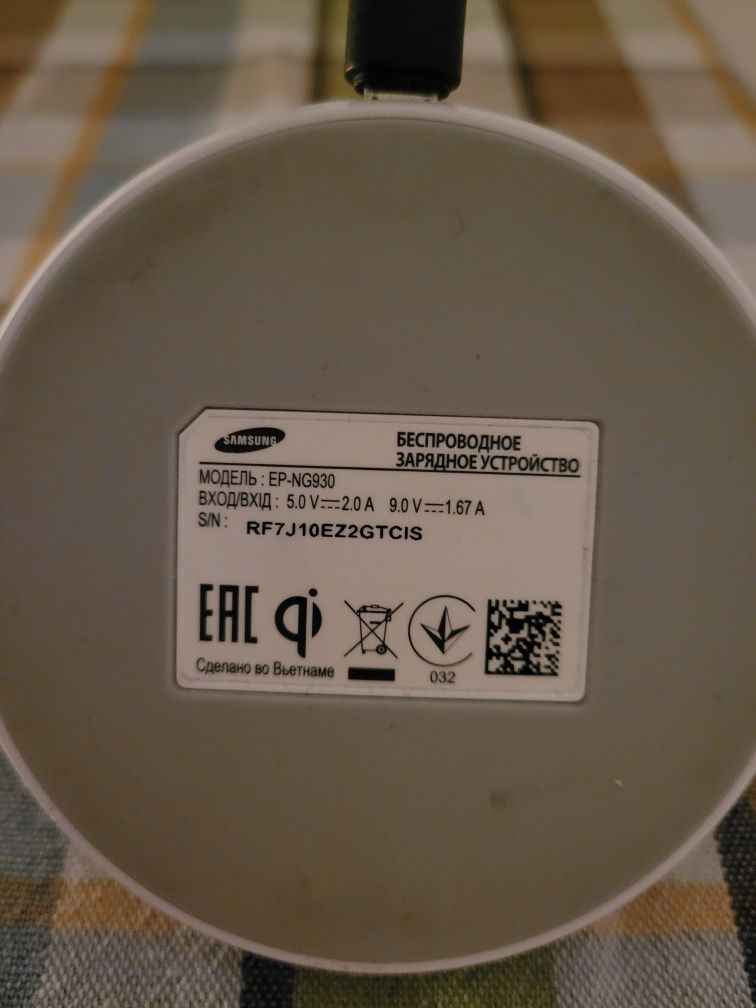 SAMSUNG
БЕСПРОВОДНОЕ
ЗАРЯДНОЕ УСТРОЙСТВО
МОДЕЛЬ : EP-NG930
ВХОД/ВХІД : 5.0 V⎓2.0 A 9.0 V⎓1.67 A
S/N : RF7J10EZ2GTCIS
EAC qi
032
Сделано во Вьетнаме